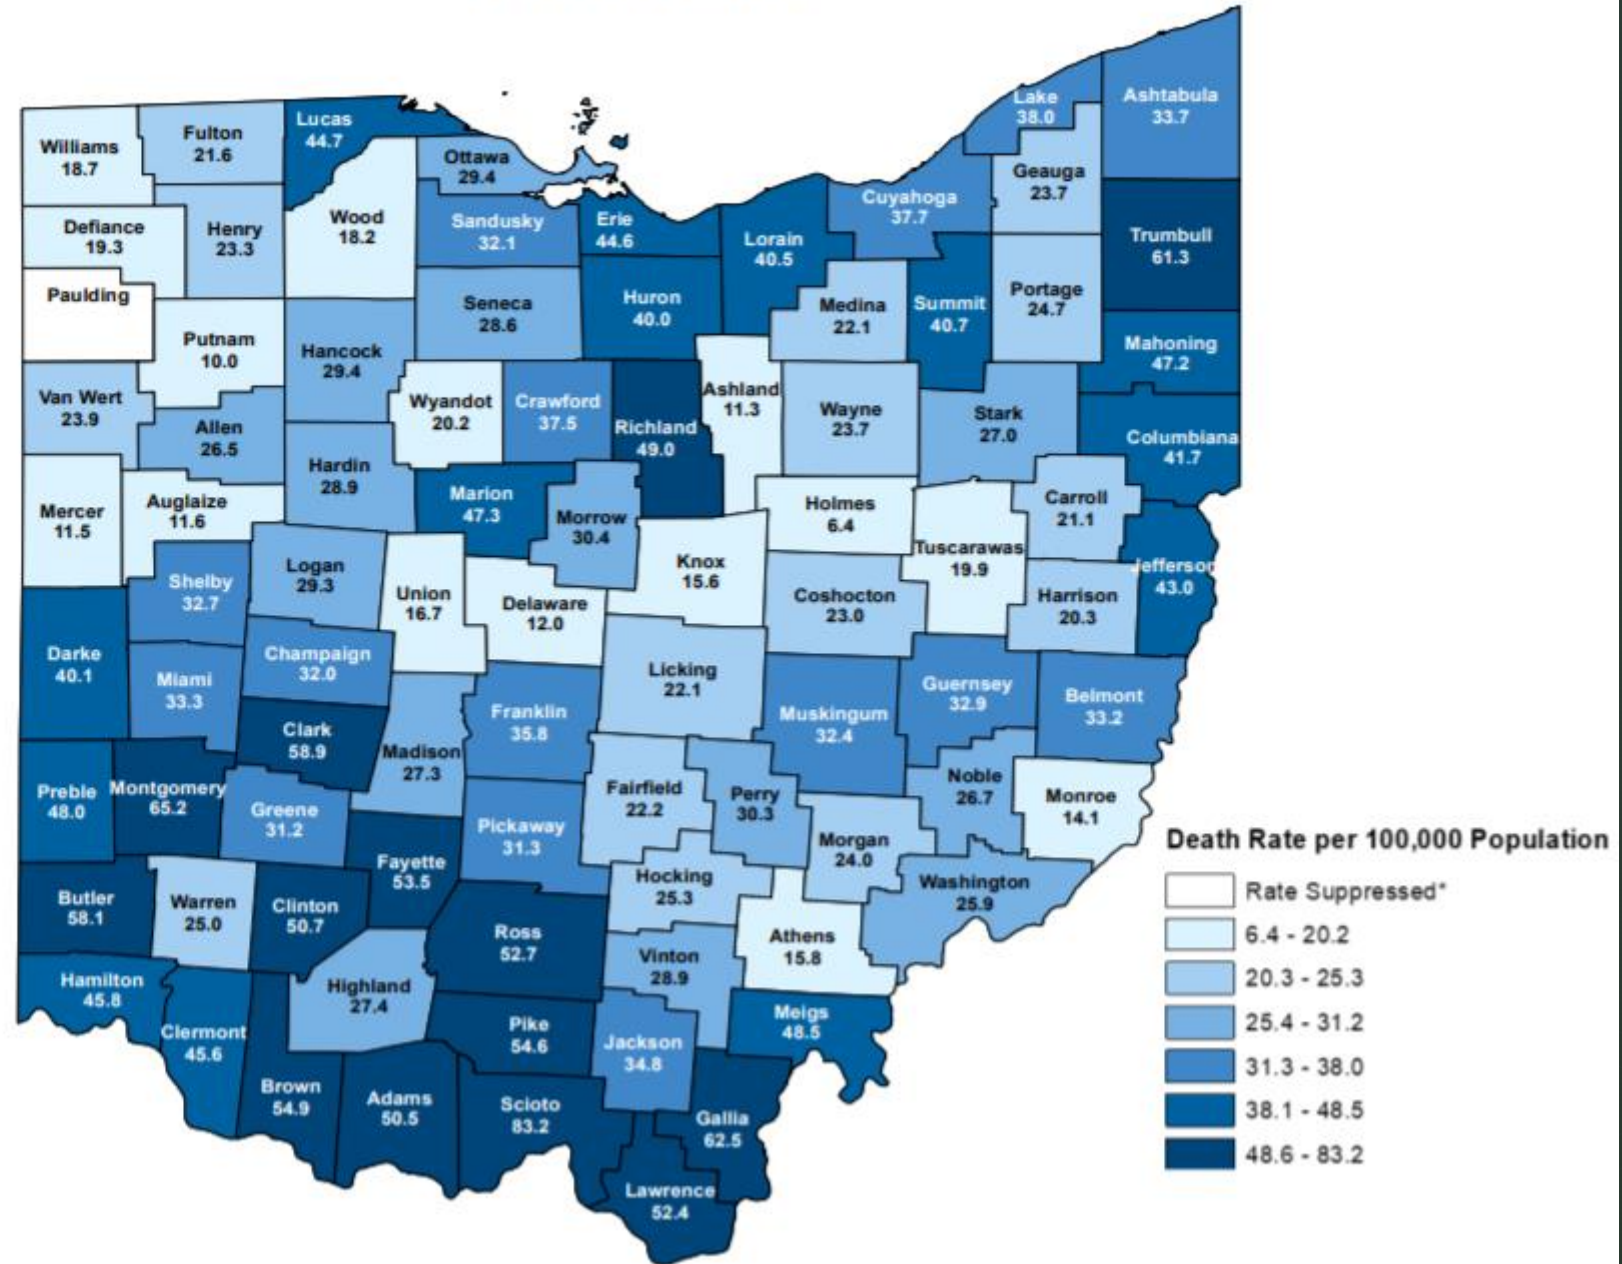 Williams
18.7
Fulton
21.6
Lucas
44.7
Ottawa
29.4
Lake
38.0
Ashtabula
33.7
Defiance
19.3
Henry
23.3
Wood
18.2
Sandusky
32.1
Erie
44.6
Lorain
40.5
Cuyahoga
37.7
Geauga
23.7
Trumbull
61.3
Paulding
Putnam
10.0
Hancock
29.4
Seneca
28.6
Huron
40.0
Medina
22.1
Summit
40.7
Portage
24.7
Mahoning
47.2
Van Wert
23.9
Allen
26.5
Wyandot
20.2
Crawford
37.5
Richland
49.0
Ashland
11.3
Wayne
23.7
Stark
27.0
Columbiana
41.7
Mercer
11.5
Auglaize
11.6
Hardin
28.9
Marion
47.3
Morrow
30.4
Holmes
6.4
Carroll
21.1
Tuscarawas
19.9
Jefferson
43.0
Shelby
32.7
Logan
29.3
Union
16.7
Delaware
12.0
Knox
15.6
Coshocton
23.0
Harrison
20.3
Darke
40.1
Miami
33.3
Champaign
32.0
Licking
22.1
Muskingum
32.4
Guernsey
32.9
Belmont
33.2
Clark
58.9
Madison
27.3
Franklin
35.8
Preble
48.0
Montgomery
65.2
Greene
31.2
Pickaway
31.3
Fairfield
22.2
Perry
30.3
Noble
26.7
Monroe
14.1
Morgan
24.0
Fayette
53.5
Butler
58.1
Warren
25.0
Clinton
50.7
Hocking
25.3
Washington
25.9
Ross
52.7
Athens
15.8
Vinton
28.9
Hamilton
45.8
Clermont
45.6
Highland
27.4
Pike
54.6
Jackson
34.8
Meigs
48.5
Brown
54.9
Adams
50.5
Scioto
83.2
Gallia
62.5
Lawrence
52.4
Death Rate per 100,000 Population
Rate Suppressed*
6.4 - 20.2
20.3 - 25.3
25.4 - 31.2
31.3 - 38.0
38.1 - 48.5
48.6 - 83.2